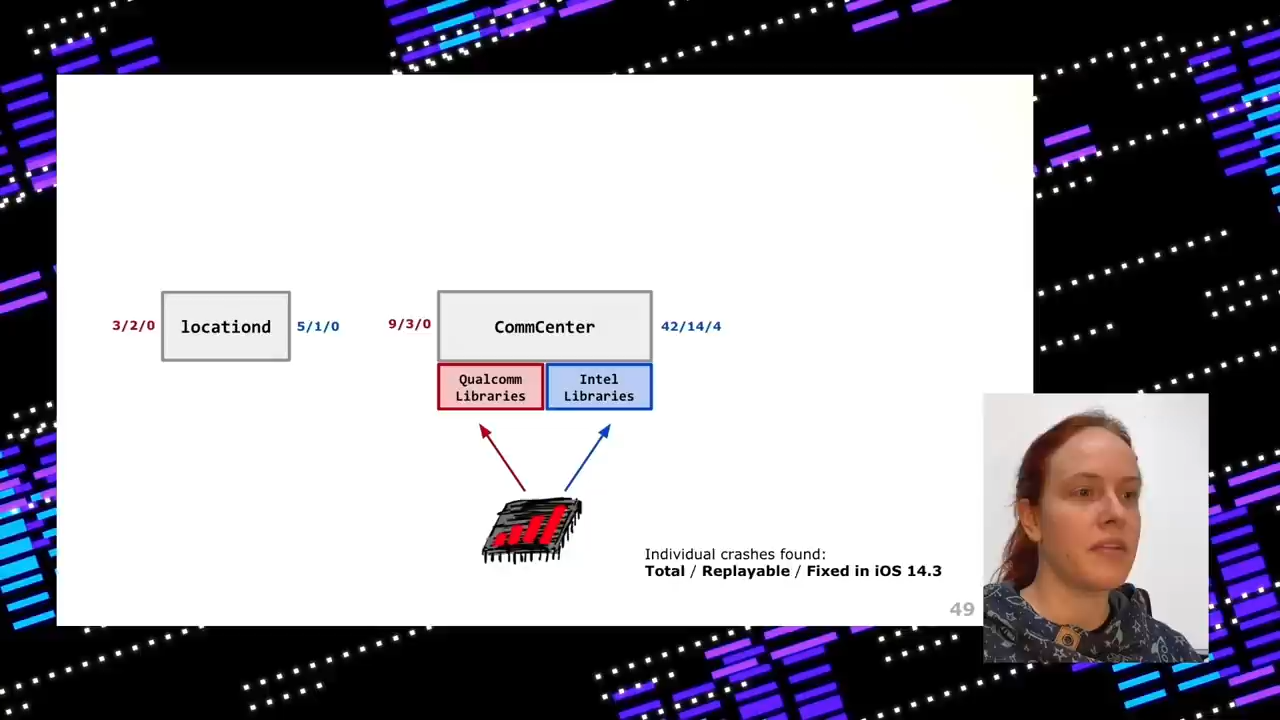 3/2/0 locationd 5/1/0 9/3/0 CommCenter 42/14/4
Qualcomm
Libraries
Intel
Libraries
Individual crashes found:
Total / Replayable / Fixed in iOS 14.3
49